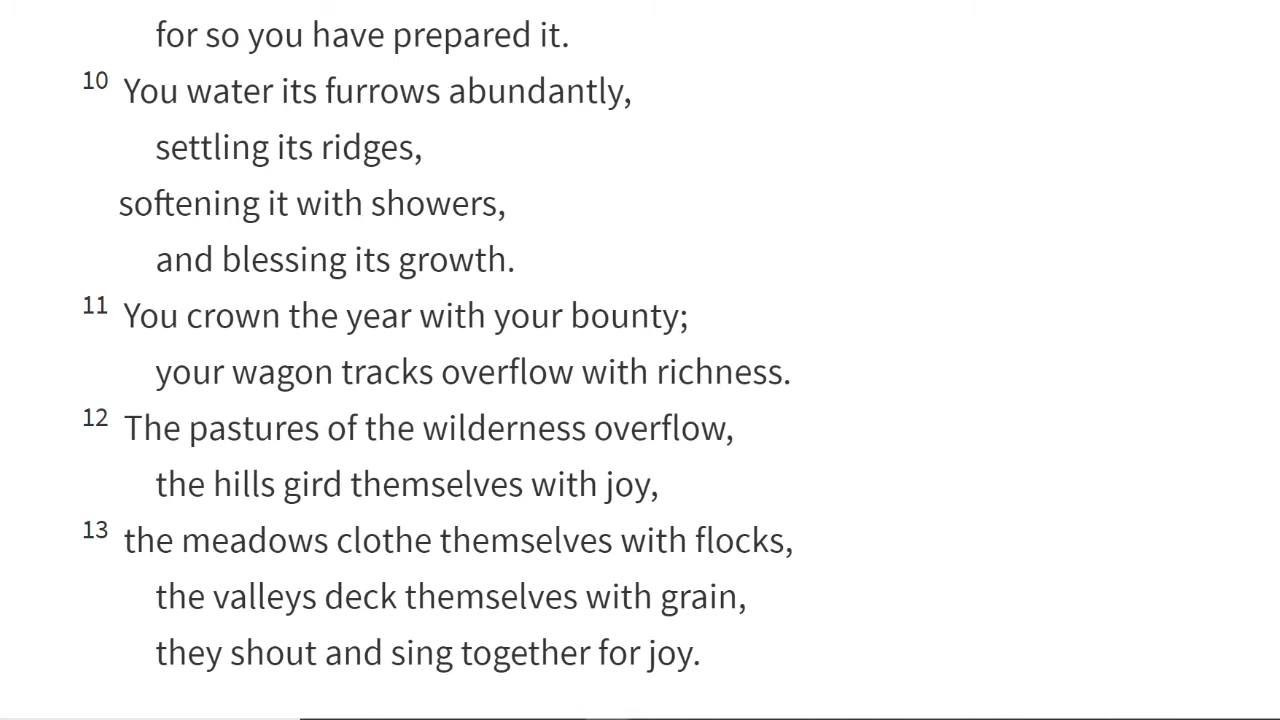 for so you have prepared it.
10 You water its furrows abundantly,
settling its ridges,
softening it with showers,
and blessing its growth.
11 You crown the year with your bounty;
your wagon tracks overflow with richness.
12 The pastures of the wilderness overflow,
the hills gird themselves with joy,
13 the meadows clothe themselves with flocks,
the valleys deck themselves with grain,
they shout and sing together for joy.